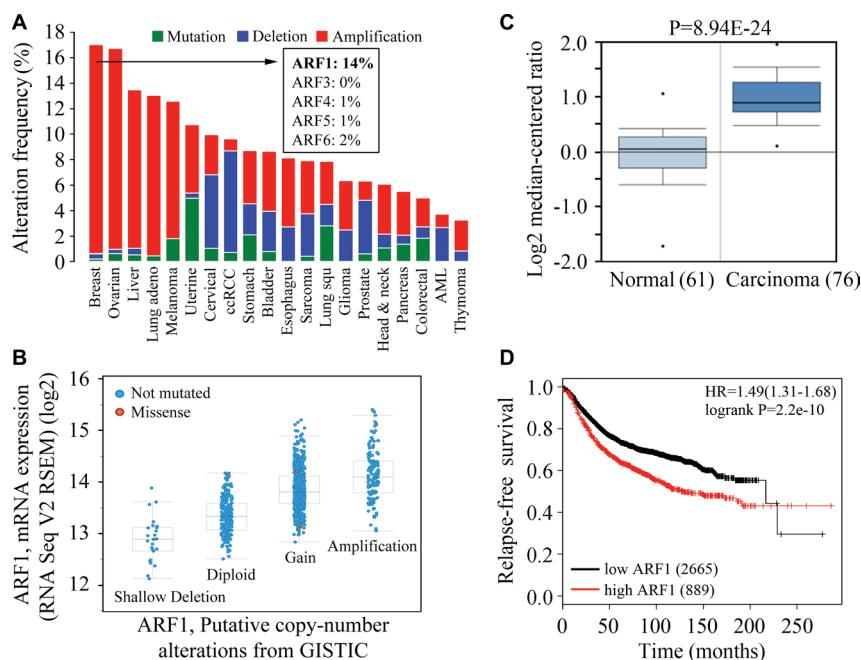 A
Mutation Deletion Amplification
Alteration frequency (%)
18
16
14
12
10
8
6
4
2
0
ARF1: 14%
ARF3: 0%
ARF4: 1%
ARF5: 1%
ARF6: 2%
Breast
Ovarian
Liver
Lung adeno
Melanoma
Uterine
Cervical
ccRCC
Stomach
Bladder
Esophagus
Sarcoma
Lung squ
Glioma
Prostate
Head & neck
Pancreas
Colorectal
AML
Thymoma
B
ARF1, mRNA expression
(RNA Seq V2 RSEM) (log2)
16
15
14
13
12
Not mutated
Missense
Shallow Deletion
Diploid
Gain
Amplification
ARF1, Putative copy-number
alterations from GISTIC
C
P=8.94E-24
Log2 median-centered ratio
2.0
1.0
0.0
-1.0
-2.0
Normal (61) Carcinoma (76)
D
Relapse-free survival
1.0
0.8
0.6
0.4
0.2
0.0
HR=1.49(1.31-1.68)
logrank P=2.2e-10
low ARF1 (2665)
high ARF1 (889)
0 50 100 150 200 250
Time (months)